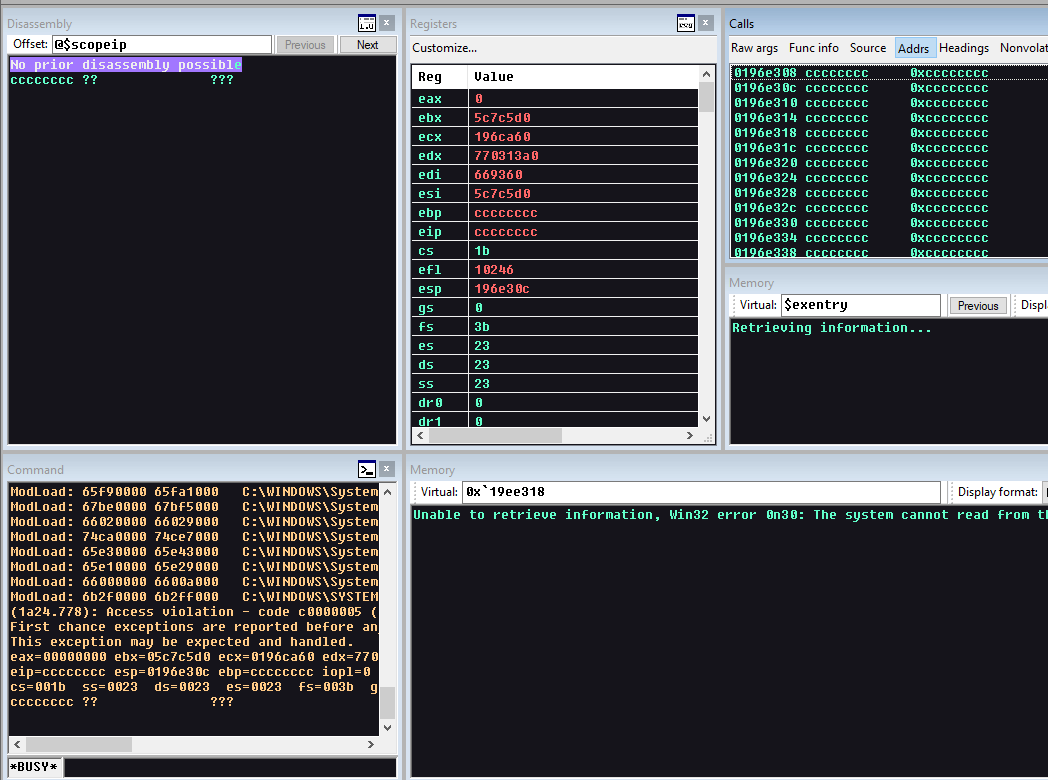 Disassembly
Offset: @$scopeip Previous Next
No prior disassembly possible
cccccccc ?? ???
Registers
Customize...
Reg Value
eax 0
ebx 5c7c5d0
ecx 196ca60
edx 770313a0
edi 669360
esi 5c7c5d0
ebp cccccccc
eip cccccccc
cs 1b
efl 10246
esp 196e30c
gs 0
fs 3b
es 23
ds 23
ss 23
dr0 0
dr1 0
Calls
Raw args Func info Source Addrs Headings Nonvolat
0196e308 cccccccc 0xcccccccc
0196e30c cccccccc 0xcccccccc
0196e310 cccccccc 0xcccccccc
0196e314 cccccccc 0xcccccccc
0196e318 cccccccc 0xcccccccc
0196e31c cccccccc 0xcccccccc
0196e320 cccccccc 0xcccccccc
0196e324 cccccccc 0xcccccccc
0196e328 cccccccc 0xcccccccc
0196e32c cccccccc 0xcccccccc
0196e330 cccccccc 0xcccccccc
0196e334 cccccccc 0xcccccccc
0196e338 cccccccc 0xcccccccc
Memory
Virtual: $exentry Previous Displ
Retrieving information...
Command
ModLoad: 65f90000 65fa1000 C:\WINDOWS\System
ModLoad: 67be0000 67bf5000 C:\WINDOWS\System
ModLoad: 66020000 66029000 C:\WINDOWS\System
ModLoad: 74ca0000 74ce7000 C:\WINDOWS\System
ModLoad: 65e30000 65e43000 C:\WINDOWS\System
ModLoad: 65e10000 65e29000 C:\WINDOWS\System
ModLoad: 66000000 6600a000 C:\WINDOWS\System
ModLoad: 6b2f0000 6b2ff000 C:\WINDOWS\SYSTEM
(1a24.778): Access violation - code c0000005 (
First chance exceptions are reported before an
This exception may be expected and handled.
eax=00000000 ebx=05c7c5d0 ecx=0196ca60 edx=770
eip=cccccccc esp=0196e30c ebp=cccccccc iopl=0
cs=001b ss=0023 ds=0023 es=0023 fs=003b g
cccccccc ?? ???
*BUSY*
Memory
Virtual: 0x`19ee318 Display format:
Unable to retrieve information, Win32 error 0n30: The system cannot read from th